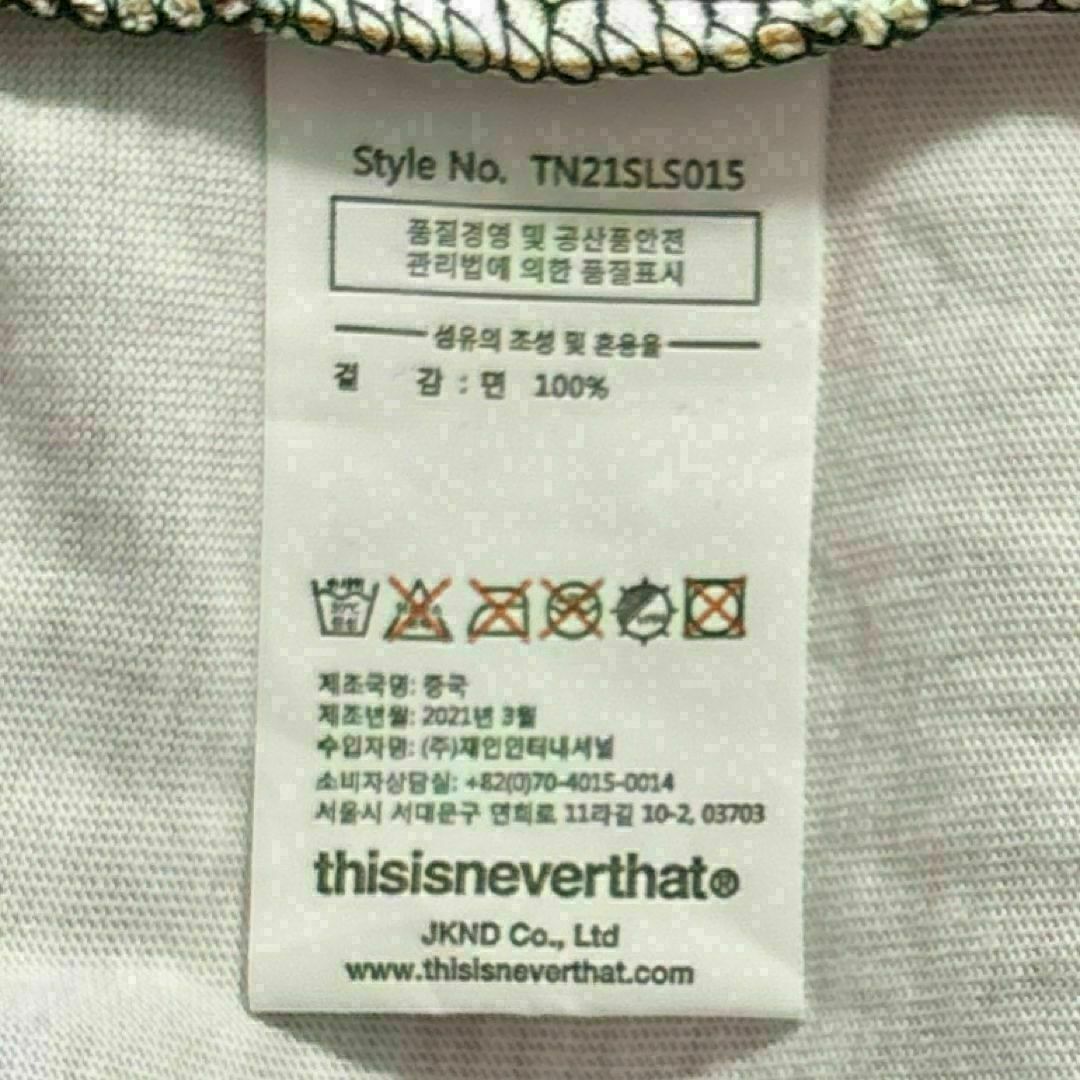 Style No. TN21SLS015
품질경영 및 공산품안전
관리법에 의한 품질표시
섬유의 조성 및 혼용율
겉 감 : 면 100%
제조국명: 중국
제조년월: 2021년 3월
수입자명: (주)제인인터내셔널
소비자상담실: +82(0)70-4015-0014
서울시 서대문구 연희로 11라길 10-2, 03703
thisisneverthat®
JKND Co., Ltd
www.thisisneverthat.com